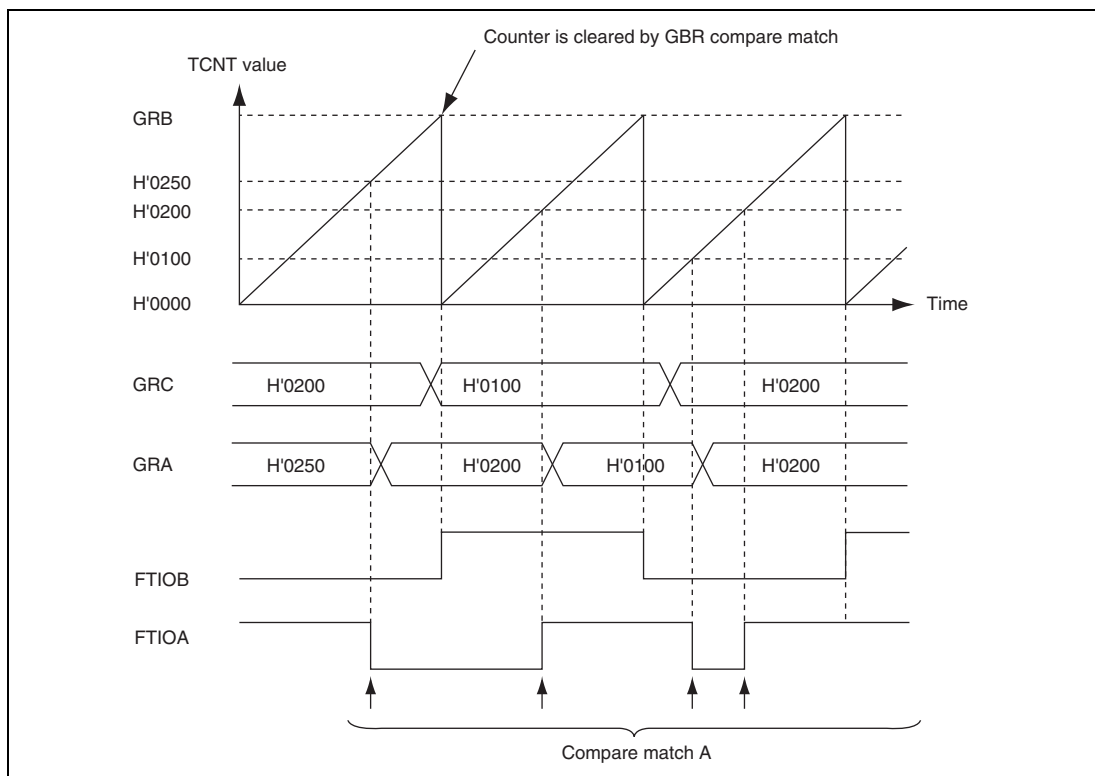 Counter is cleared by GBR compare match
TCNT value
GRB
H'0250
H'0200
H'0100
H'0000
Time
GRC
H'0200
H'0100
H'0200
GRA
H'0250
H'0200
H'0100
H'0200
FTIOB
FTIOA
Compare match A